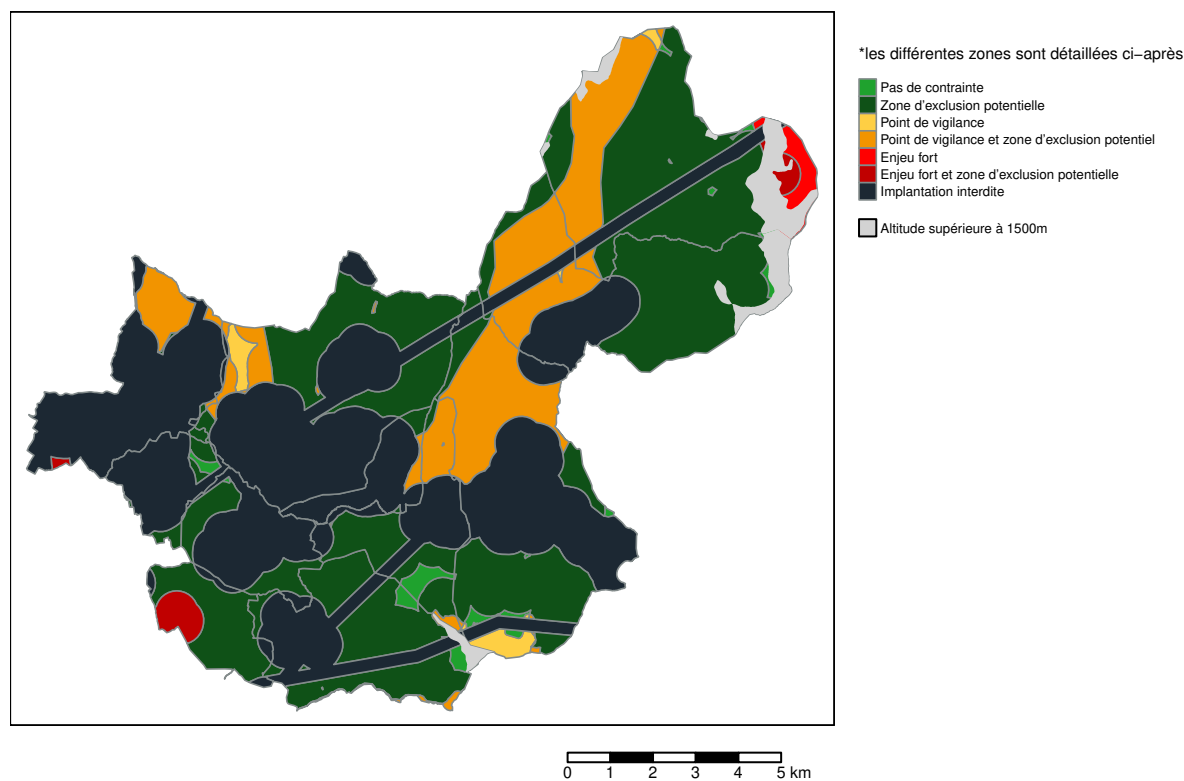 *les différentes zones sont détaillées ci−après
Pas de contrainte
Zone d'exclusion potentielle
Point de vigilance
Point de vigilance et zone d'exclusion potentiel
Enjeu fort
Enjeu fort et zone d'exclusion potentielle
Implantation interdite
Altitude supérieure à 1500m
0 1 2 3 4 5 km